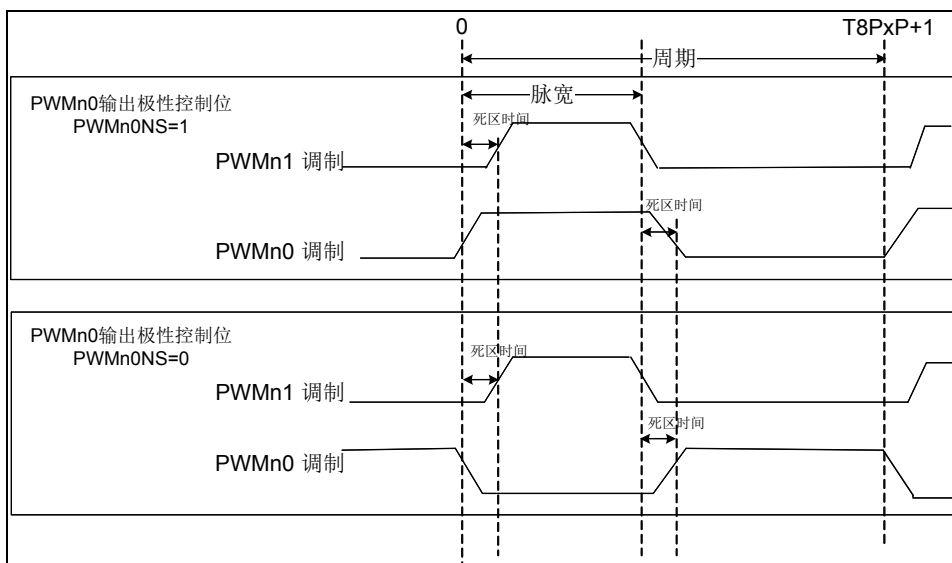 0
T8PxP+1
周期
PWMn0输出极性控制位
PWMn0NS=1
脉宽
死区时间
PWMn1 调制
死区时间
PWMn0 调制
PWMn0输出极性控制位
PWMn0NS=0
死区时间
PWMn1 调制
死区时间
PWMn0 调制